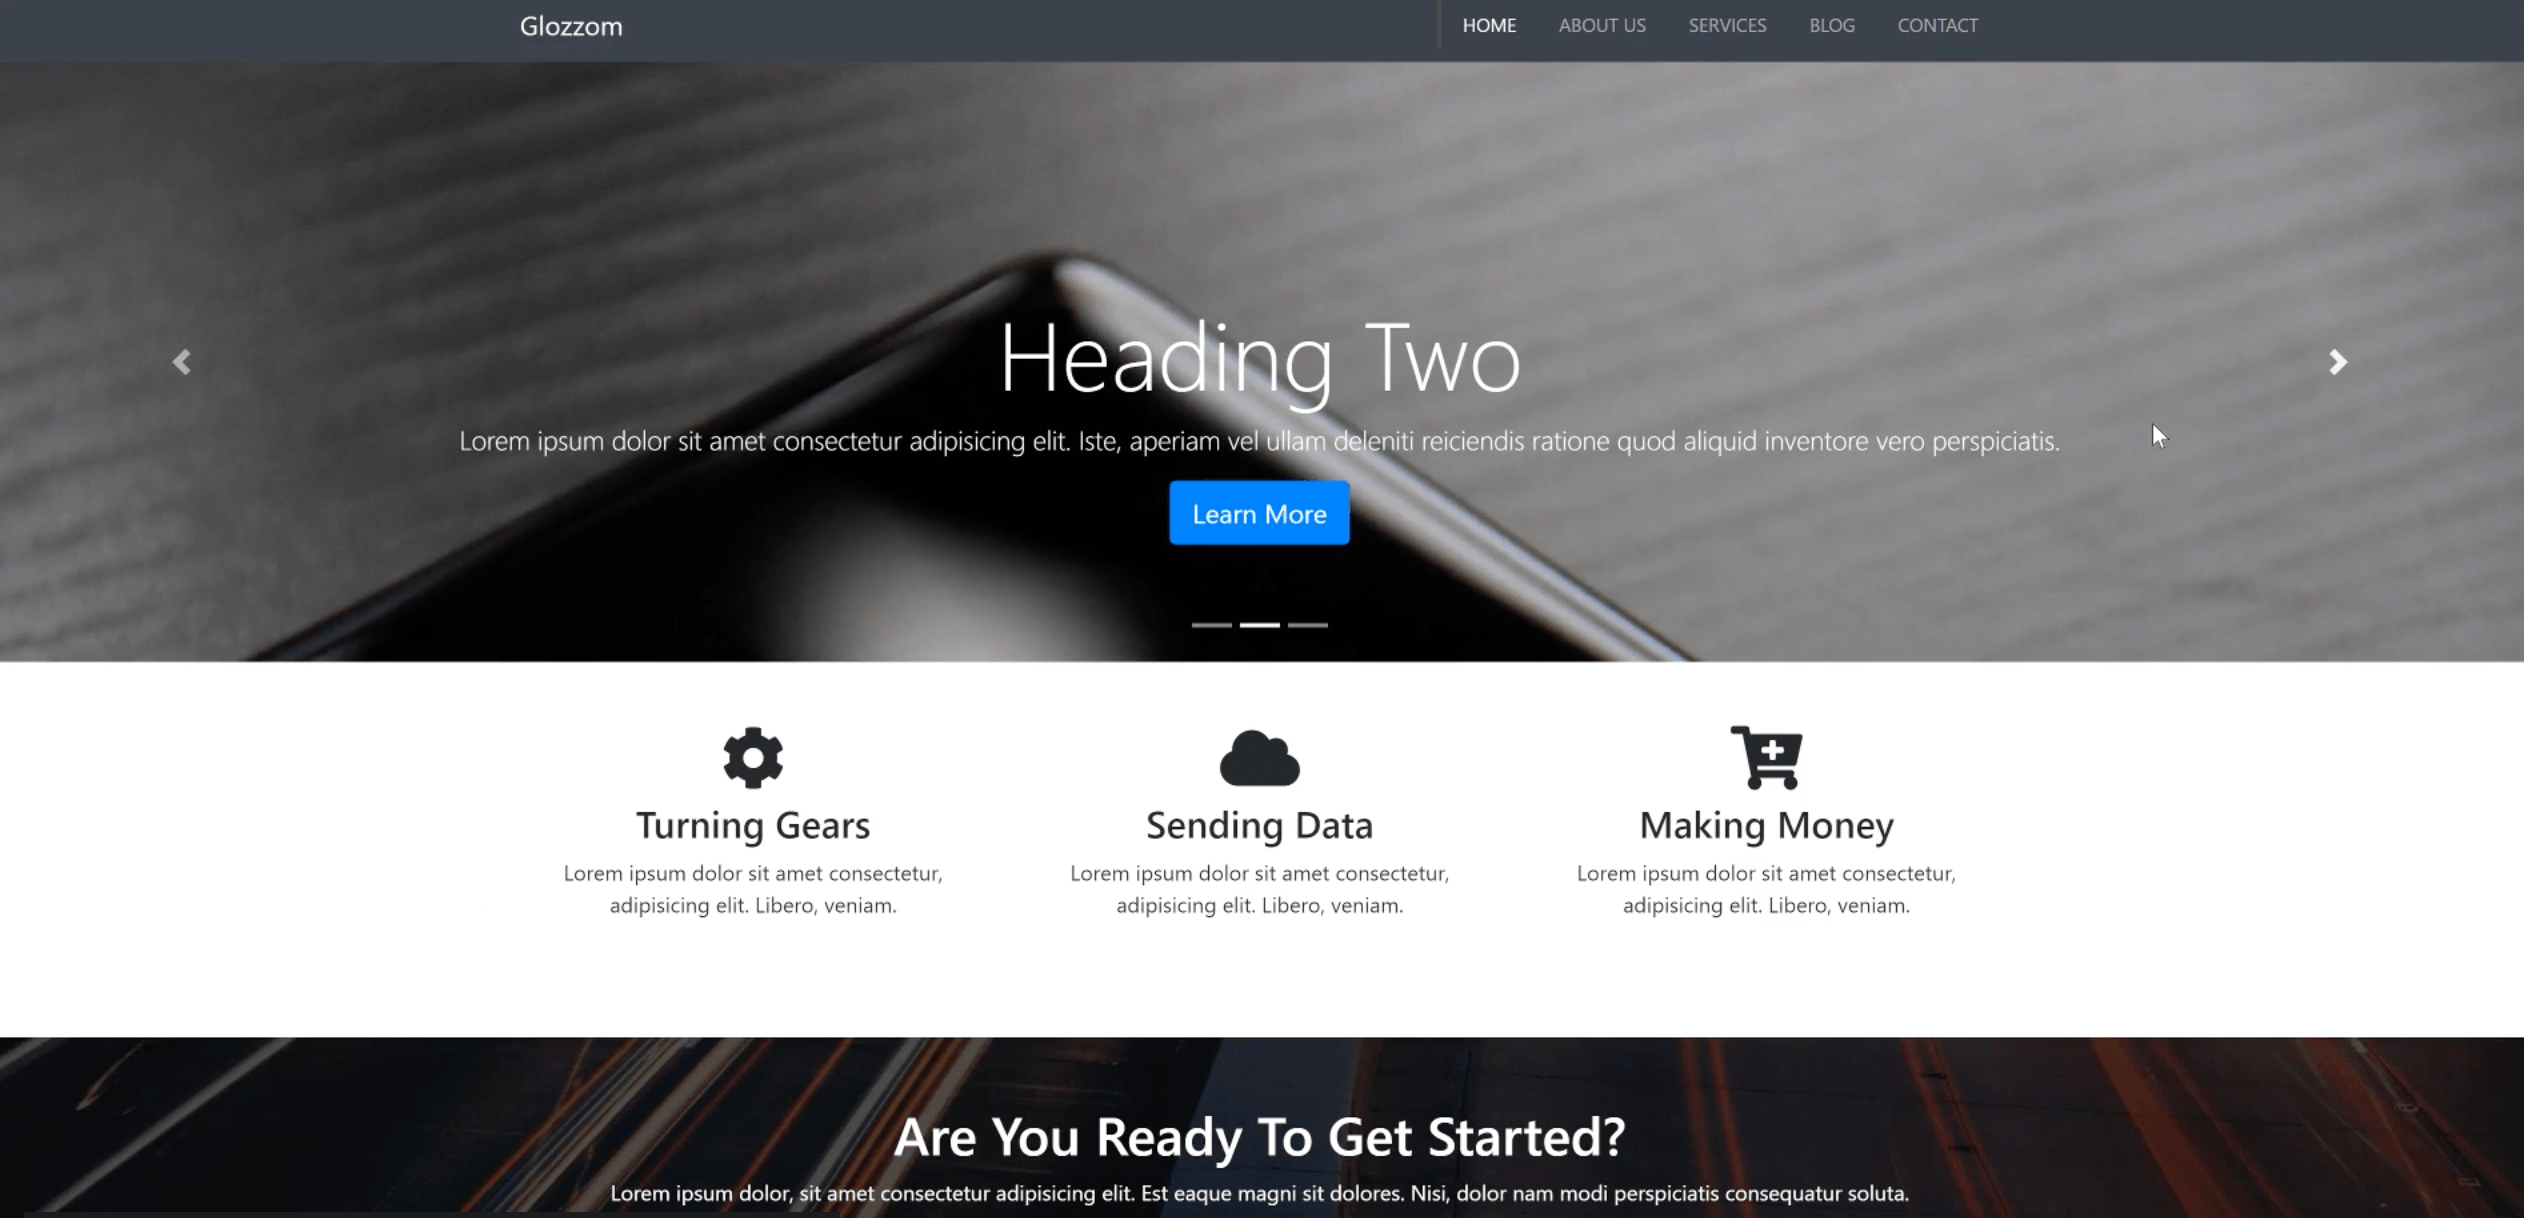 Glozzom
HOME ABOUT US SERVICES BLOG CONTACT
Heading Two
Lorem ipsum dolor sit amet consectetur adipisicing elit. Iste, aperiam vel ullam deleniti reiciendis ratione quod aliquid inventore vero perspiciatis.
Learn More
Turning Gears
Lorem ipsum dolor sit amet consectetur,
adipisicing elit. Libero, veniam.
Sending Data
Lorem ipsum dolor sit amet consectetur,
adipisicing elit. Libero, veniam.
Making Money
Lorem ipsum dolor sit amet consectetur,
adipisicing elit. Libero, veniam.
Are You Ready To Get Started?
Lorem ipsum dolor, sit amet consectetur adipisicing elit. Est eaque magni sit dolores. Nisi, dolor nam modi perspiciatis consequatur soluta.